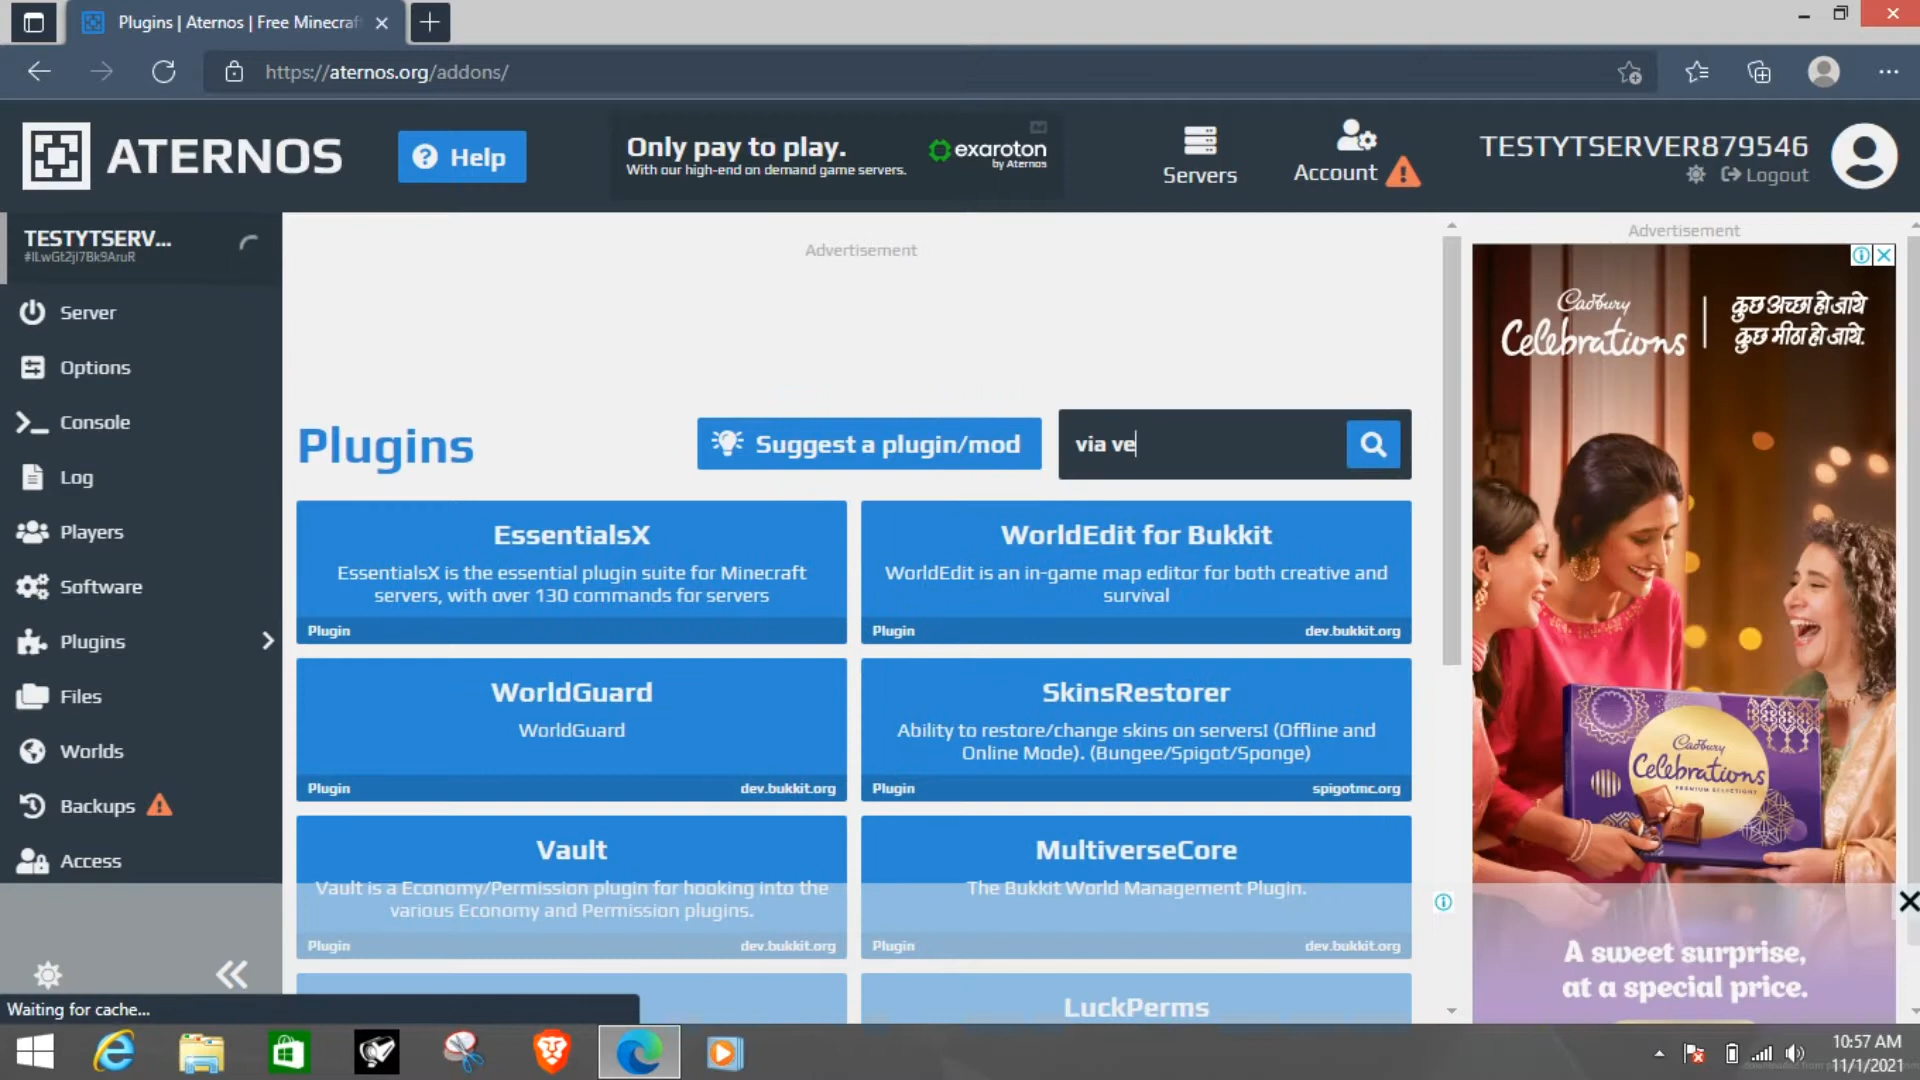 Plugins | Aternos | Free Minecraf
https://aternos.org/addons/
ATERNOS
Help
Only pay to play.
With our high-end on demand game servers.
exaroton
by Aternos
Servers
Account
TESTYTSERVER879546
Logout
TESTYTSERV...
Server
Options
Console
Log
Players
Software
Plugins
Files
Worlds
Backups
Access
Advertisement
Plugins
Suggest a plugin/mod
via ve
EssentialsX
EssentialsX is the essential plugin suite for Minecraft
servers, with over 130 commands for servers
Plugin
WorldEdit for Bukkit
WorldEdit is an in-game map editor for both creative and
survival
Plugin
dev.bukkit.org
WorldGuard
WorldGuard
Plugin
dev.bukkit.org
SkinsRestorer
Ability to restore/change skins on servers! (Offline and
Online Mode). (Bungee/Spigot/Sponge)
Plugin
spigotmc.org
Vault
Vault is a Economy/Permission plugin for hooking into the
various Economy and Permission plugins.
Plugin
dev.bukkit.org
MultiverseCore
The Bukkit World Management Plugin.
Plugin
dev.bukkit.org
LuckPerms
Advertisement
Cadbury
Celebrations
कुछ अच्छा हो जाये
कुछ मीठा हो जाये.
Cadbury
Celebrations
PREMIUM SELECTIONS
A sweet surprise,
at a special price.
Waiting for cache...
10:57 AM
11/1/2021